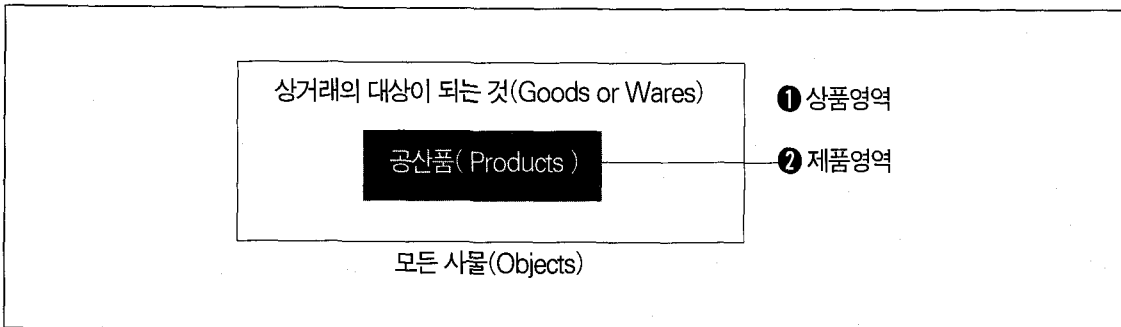 상거래의 대상이 되는 것(Goods or Wares)
❶ 상품영역
공산품( Products )
❷ 제품영역
모든 사물(Objects)